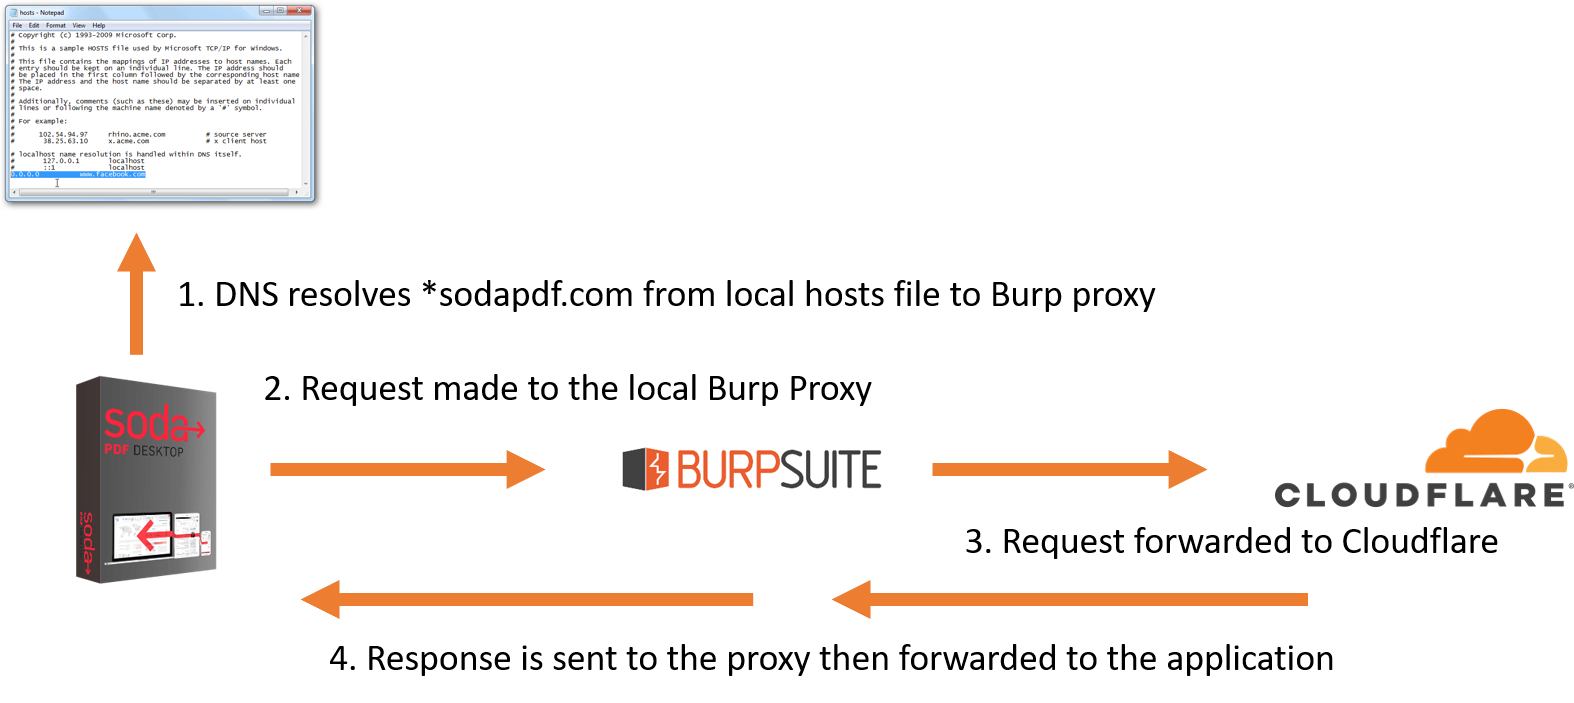 hosts - Notepad
File Edit Format View Help
# Copyright (c) 1993-2009 Microsoft Corp.
#
# This is a sample HOSTS file used by Microsoft TCP/IP for Windows.
#
# This file contains the mappings of IP addresses to host names. Each
# entry should be kept on an individual line. The IP address should
# be placed in the first column followed by the corresponding host name
# The IP address and the host name should be separated by at least one
# space.
#
# Additionally, comments (such as these) may be inserted on individual
# lines or following the machine name denoted by a '#' symbol.
#
# For example:
#
# 102.54.94.97 rhino.acme.com # source server
# 38.25.63.10 x.acme.com # x client host
# localhost name resolution is handled within DNS itself.
# 127.0.0.1 localhost
# ::1 localhost
0.0.0.0 www.facebook.com
1. DNS resolves *sodapdf.com from local hosts file to Burp proxy
2. Request made to the local Burp Proxy
soda
PDF DESKTOP
soda
BURPSUITE
CLOUDFLARE®
3. Request forwarded to Cloudflare
4. Response is sent to the proxy then forwarded to the application